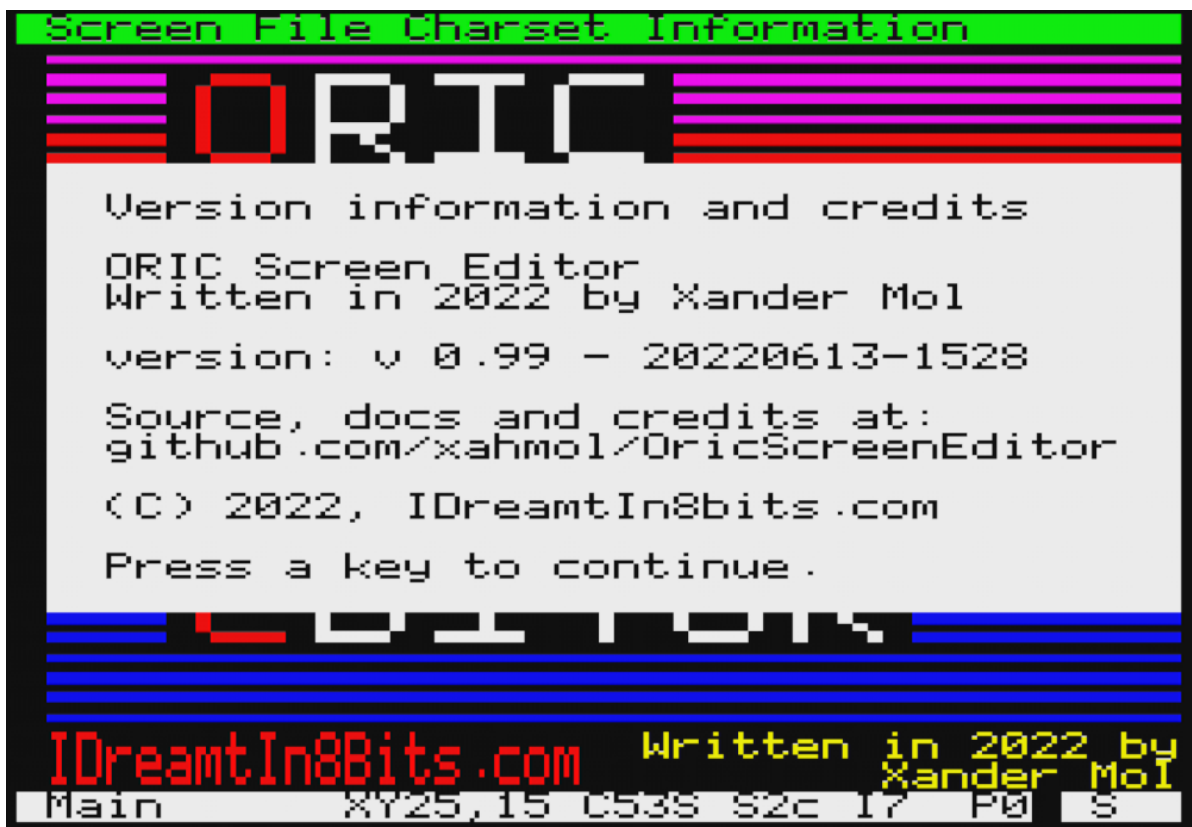 Screen File Charset Information
ORIC
Version information and credits
ORIC Screen Editor
Written in 2022 by Xander Mol
version: v 0.99 - 20220613-1528
Source, docs and credits at:
github.com/xahmol/OricScreenEditor
(C) 2022, IDreamtIn8bits.com
Press a key to continue.
EDITOR
IDreamtIn8Bits.com
Written in 2022 by
Xander Mol
Main XY25,15 C53S S2c I7 P0 S